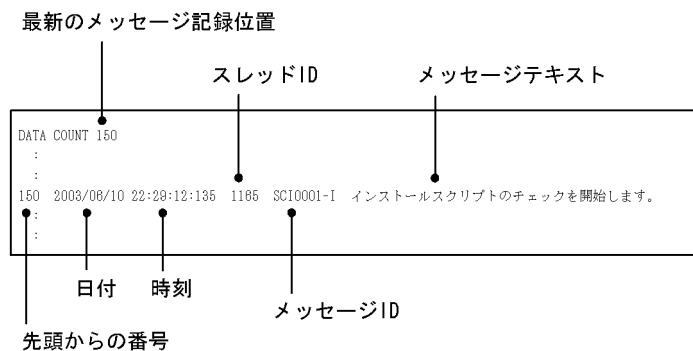 最新のメッセージ記録位置
スレッドID
メッセージテキスト
DATA COUNT 150
:
:
150 2003/06/10 22:29:12:135 1165 SCI0001-I インストールスクリプトのチェックを開始します。
:
:
日付
時刻
メッセージID
先頭からの番号